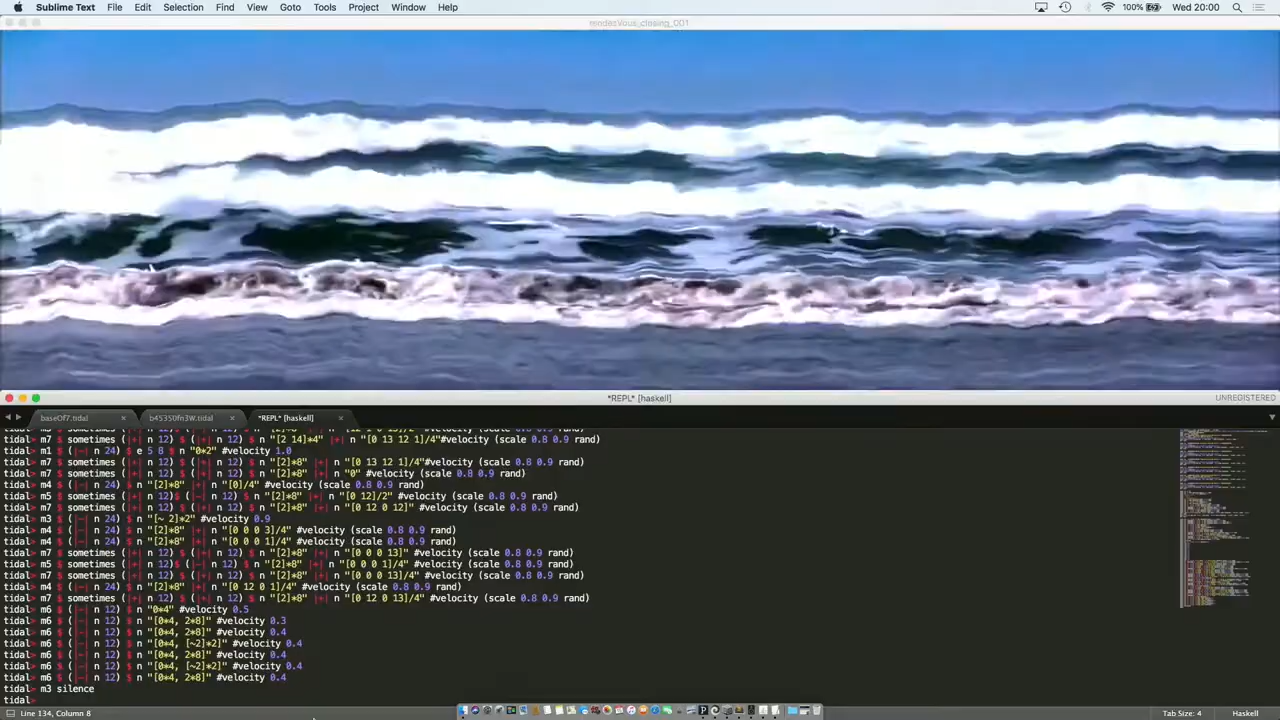 Sublime Text File Edit Selection Find View Goto Tools Project Window Help 100% Wed 20:00
UNREGISTERED
*REPL* [haskell]
baseOf7.tidal b45350fn3W.tidal *REPL* [haskell]
tidal> m7 $ sometimes (|+| n 12) $ (|+| n 12) $ n "[2 14]*4" |+| n "[0 13 12 1]/4"#velocity (scale 0.8 0.9 rand)
tidal> m1 $ (|-| n 24) $ e 5 8 $ n "0*2" #velocity 1.0
tidal> m7 $ sometimes (|+| n 12) $ (|+| n 12) $ n "[2]*8" |+| n "[0 13 12 1]/4"#velocity (scale 0.8 0.9 rand)
tidal> m7 $ sometimes (|+| n 12) $ (|+| n 12) $ n "[2]*8" |+| n "0" #velocity (scale 0.8 0.9 rand)
tidal> m4 $ (|-| n 24) $ n "[2]*8" |+| n "[0]/4" #velocity (scale 0.8 0.9 rand)
tidal> m5 $ sometimes (|+| n 12)$ (|-| n 12) $ n "[2]*8" |+| n "[0 12]/2" #velocity (scale 0.8 0.9 rand)
tidal> m7 $ sometimes (|+| n 12) $ (|+| n 12) $ n "[2]*8" |+| n "[0 12 0 12]" #velocity (scale 0.8 0.9 rand)
tidal> m3 $ (|-| n 24) $ n "[~ 2]*2" #velocity 0.9
tidal> m4 $ (|-| n 24) $ n "[2]*8" |+| n "[0 0 0 3]/4" #velocity (scale 0.8 0.9 rand)
tidal> m4 $ (|-| n 24) $ n "[2]*8" |+| n "[0 0 0 1]/4" #velocity (scale 0.8 0.9 rand)
tidal> m7 $ sometimes (|+| n 12) $ (|+| n 12) $ n "[2]*8" |+| n "[0 0 0 13]" #velocity (scale 0.8 0.9 rand)
tidal> m5 $ sometimes (|+| n 12)$ (|-| n 12) $ n "[2]*8" |+| n "[0 0 0 1]/4" #velocity (scale 0.8 0.9 rand)
tidal> m7 $ sometimes (|+| n 12) $ (|+| n 12) $ n "[2]*8" |+| n "[0 0 0 13]/4" #velocity (scale 0.8 0.9 rand)
tidal> m4 $ (|-| n 24) $ n "[2]*8" |+| n "[0 12 0 1]/4" #velocity (scale 0.8 0.9 rand)
tidal> m7 $ sometimes (|+| n 12) $ (|+| n 12) $ n "[2]*8" |+| n "[0 12 0 13]/4" #velocity (scale 0.8 0.9 rand)
tidal> m6 $ (|-| n 12) $ n "0*4" #velocity 0.5
tidal> m6 $ (|-| n 12) $ n "[0*4, 2*8]" #velocity 0.3
tidal> m6 $ (|-| n 12) $ n "[0*4, 2*8]" #velocity 0.4
tidal> m6 $ (|-| n 12) $ n "[0*4, [~2]*2]" #velocity 0.4
tidal> m6 $ (|-| n 12) $ n "[0*4, 2*8]" #velocity 0.4
tidal> m6 $ (|-| n 12) $ n "[0*4, [~2]*2]" #velocity 0.4
tidal> m6 $ (|-| n 12) $ n "[0*4, 2*8]" #velocity 0.4
tidal> m3 silence
tidal>
Line 134, Column 8 Tab Size: 4 Haskell